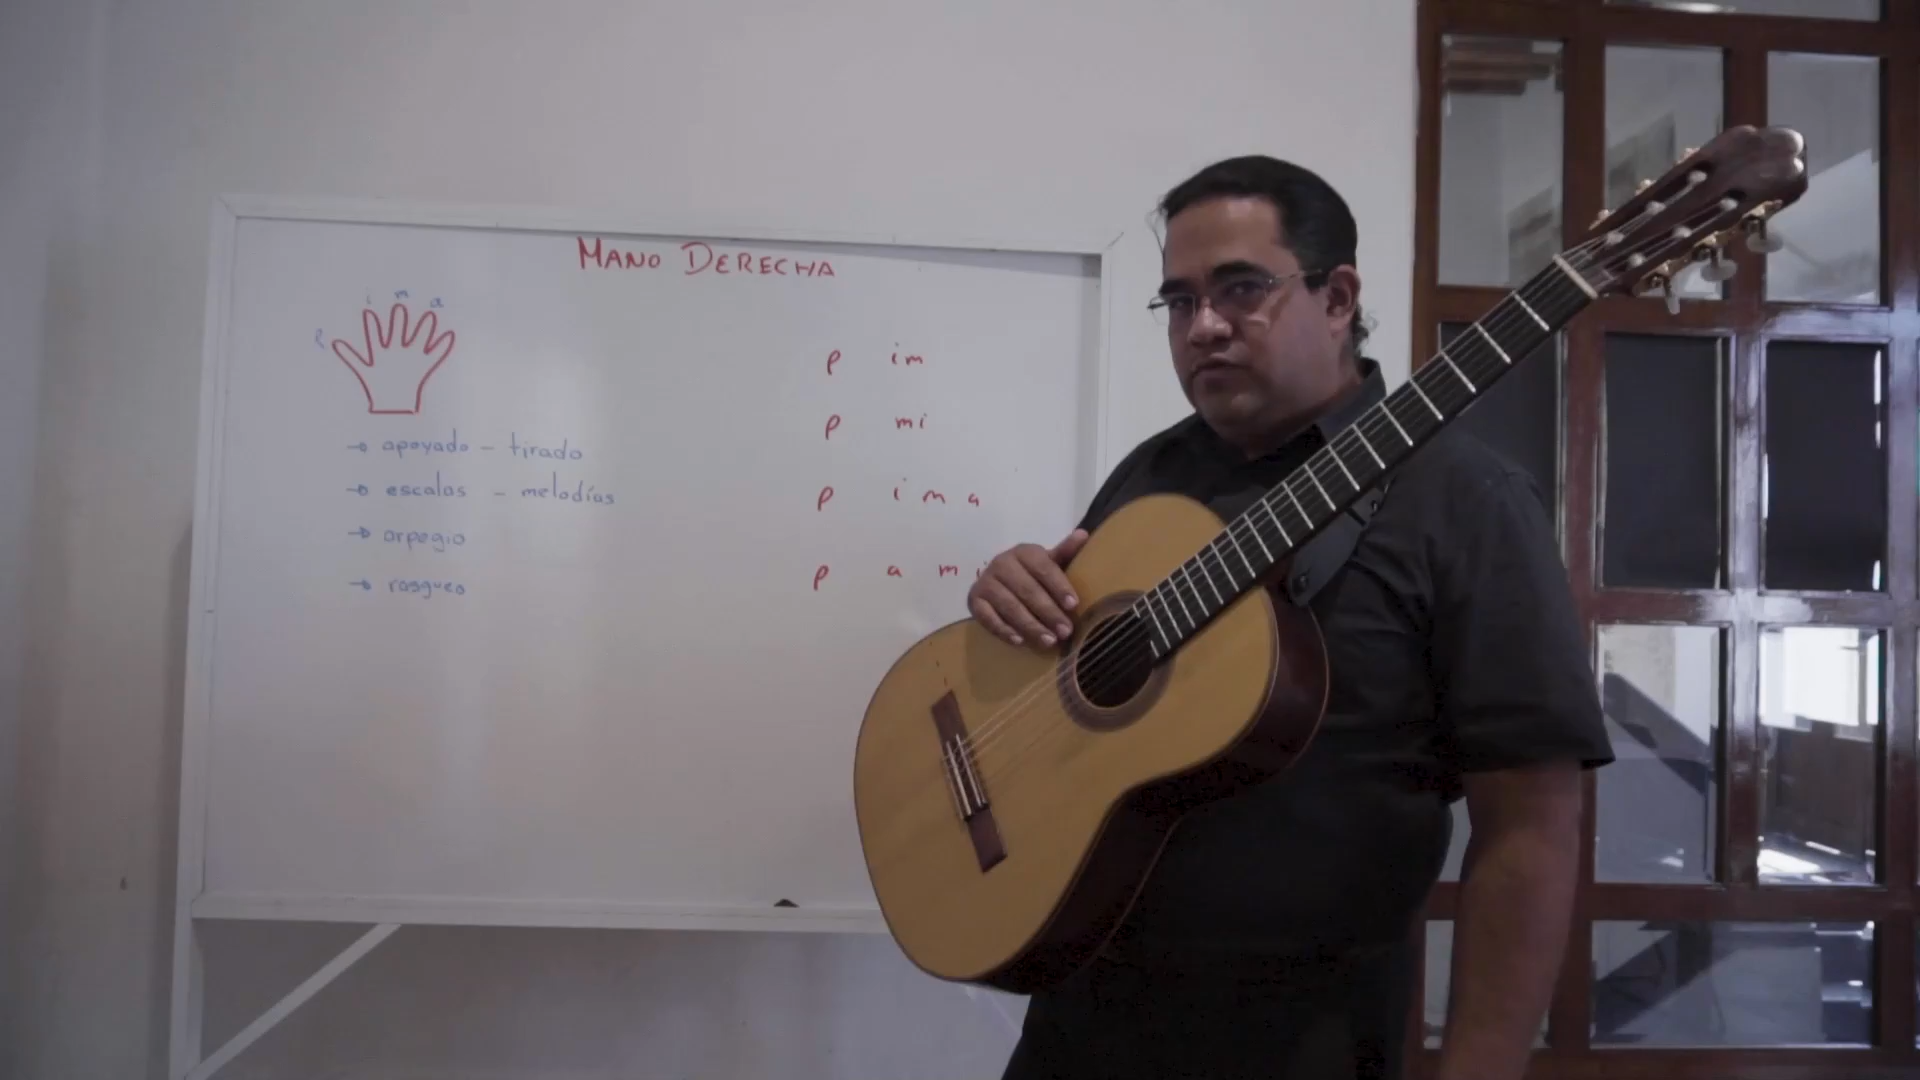 MANO DERECHA
i m a
p
p im
p mi
→ apoyado - tirado
→ escalas - melodías
p i m a
→ arpegio
p a m i
→ rasgueo